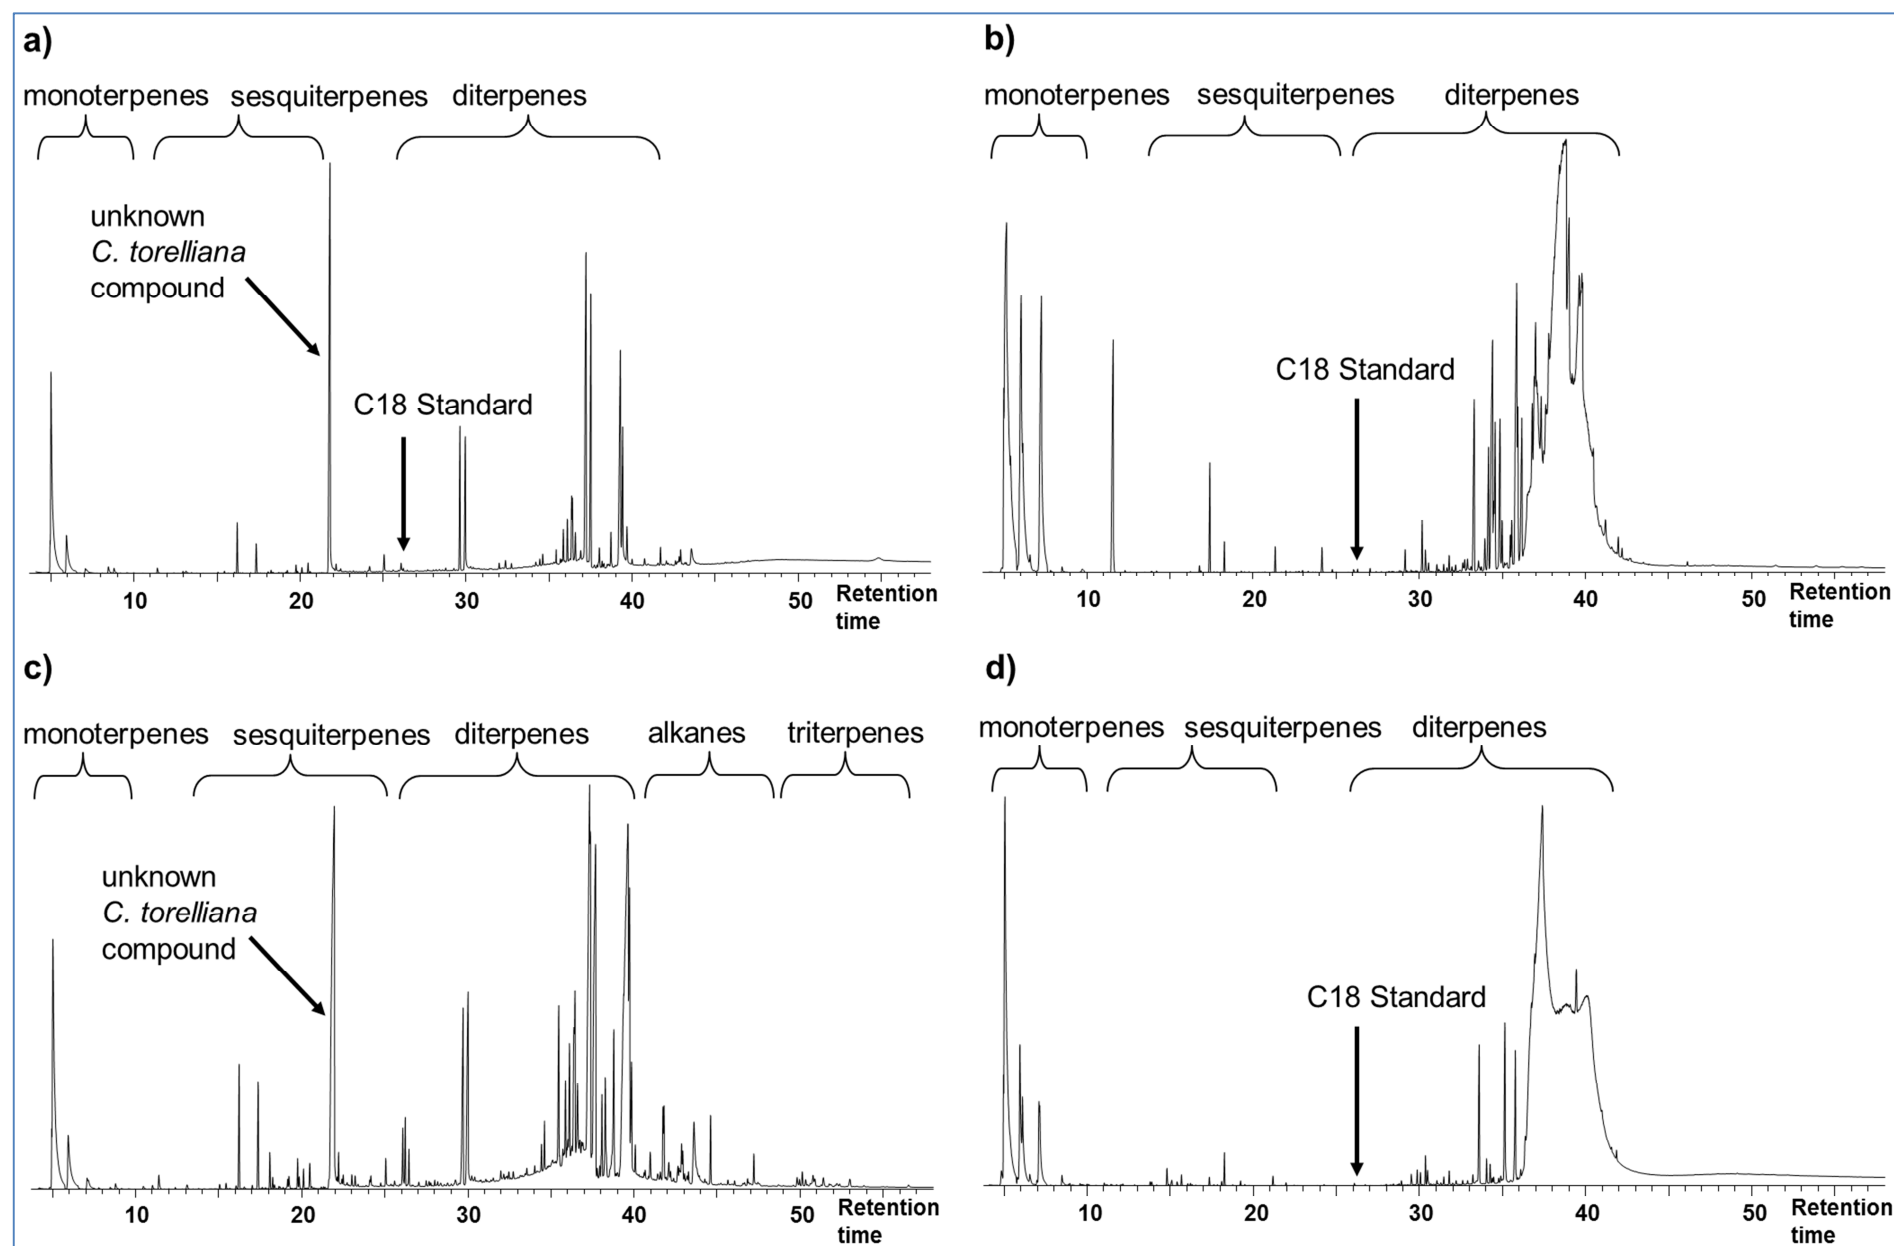 a)
monoterpenes sesquiterpenes diterpenes
unknown
C. torelliana
compound
C18 Standard
10 20 30 40 50 Retention
time
b)
monoterpenes sesquiterpenes diterpenes
C18 Standard
10 20 30 40 50 Retention
time
c)
monoterpenes sesquiterpenes diterpenes alkanes triterpenes
unknown
C. torelliana
compound
10 20 30 40 50 Retention
time
d)
monoterpenes sesquiterpenes diterpenes
C18 Standard
10 20 30 40 50 Retention
time